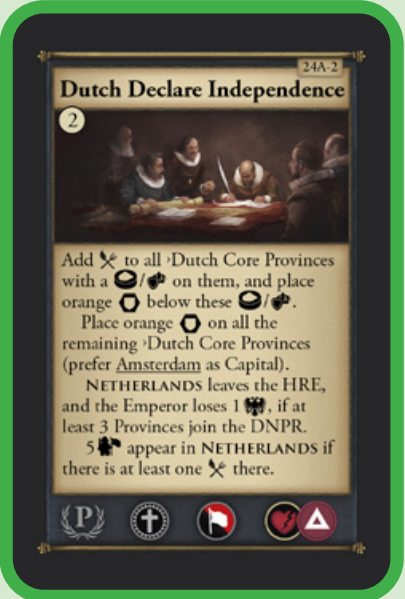 24A-2
Dutch Declare Independence
2
Add to all ›Dutch Core Provinces
with a / on them, and place
orange below these / .
Place orange on all the
remaining ›Dutch Core Provinces
(prefer Amsterdam as Capital).
NETHERLANDS leaves the HRE,
and the Emperor loses 1 , if at
least 3 Provinces join the DNPR.
5 appear in NETHERLANDS if
there is at least one there.
P